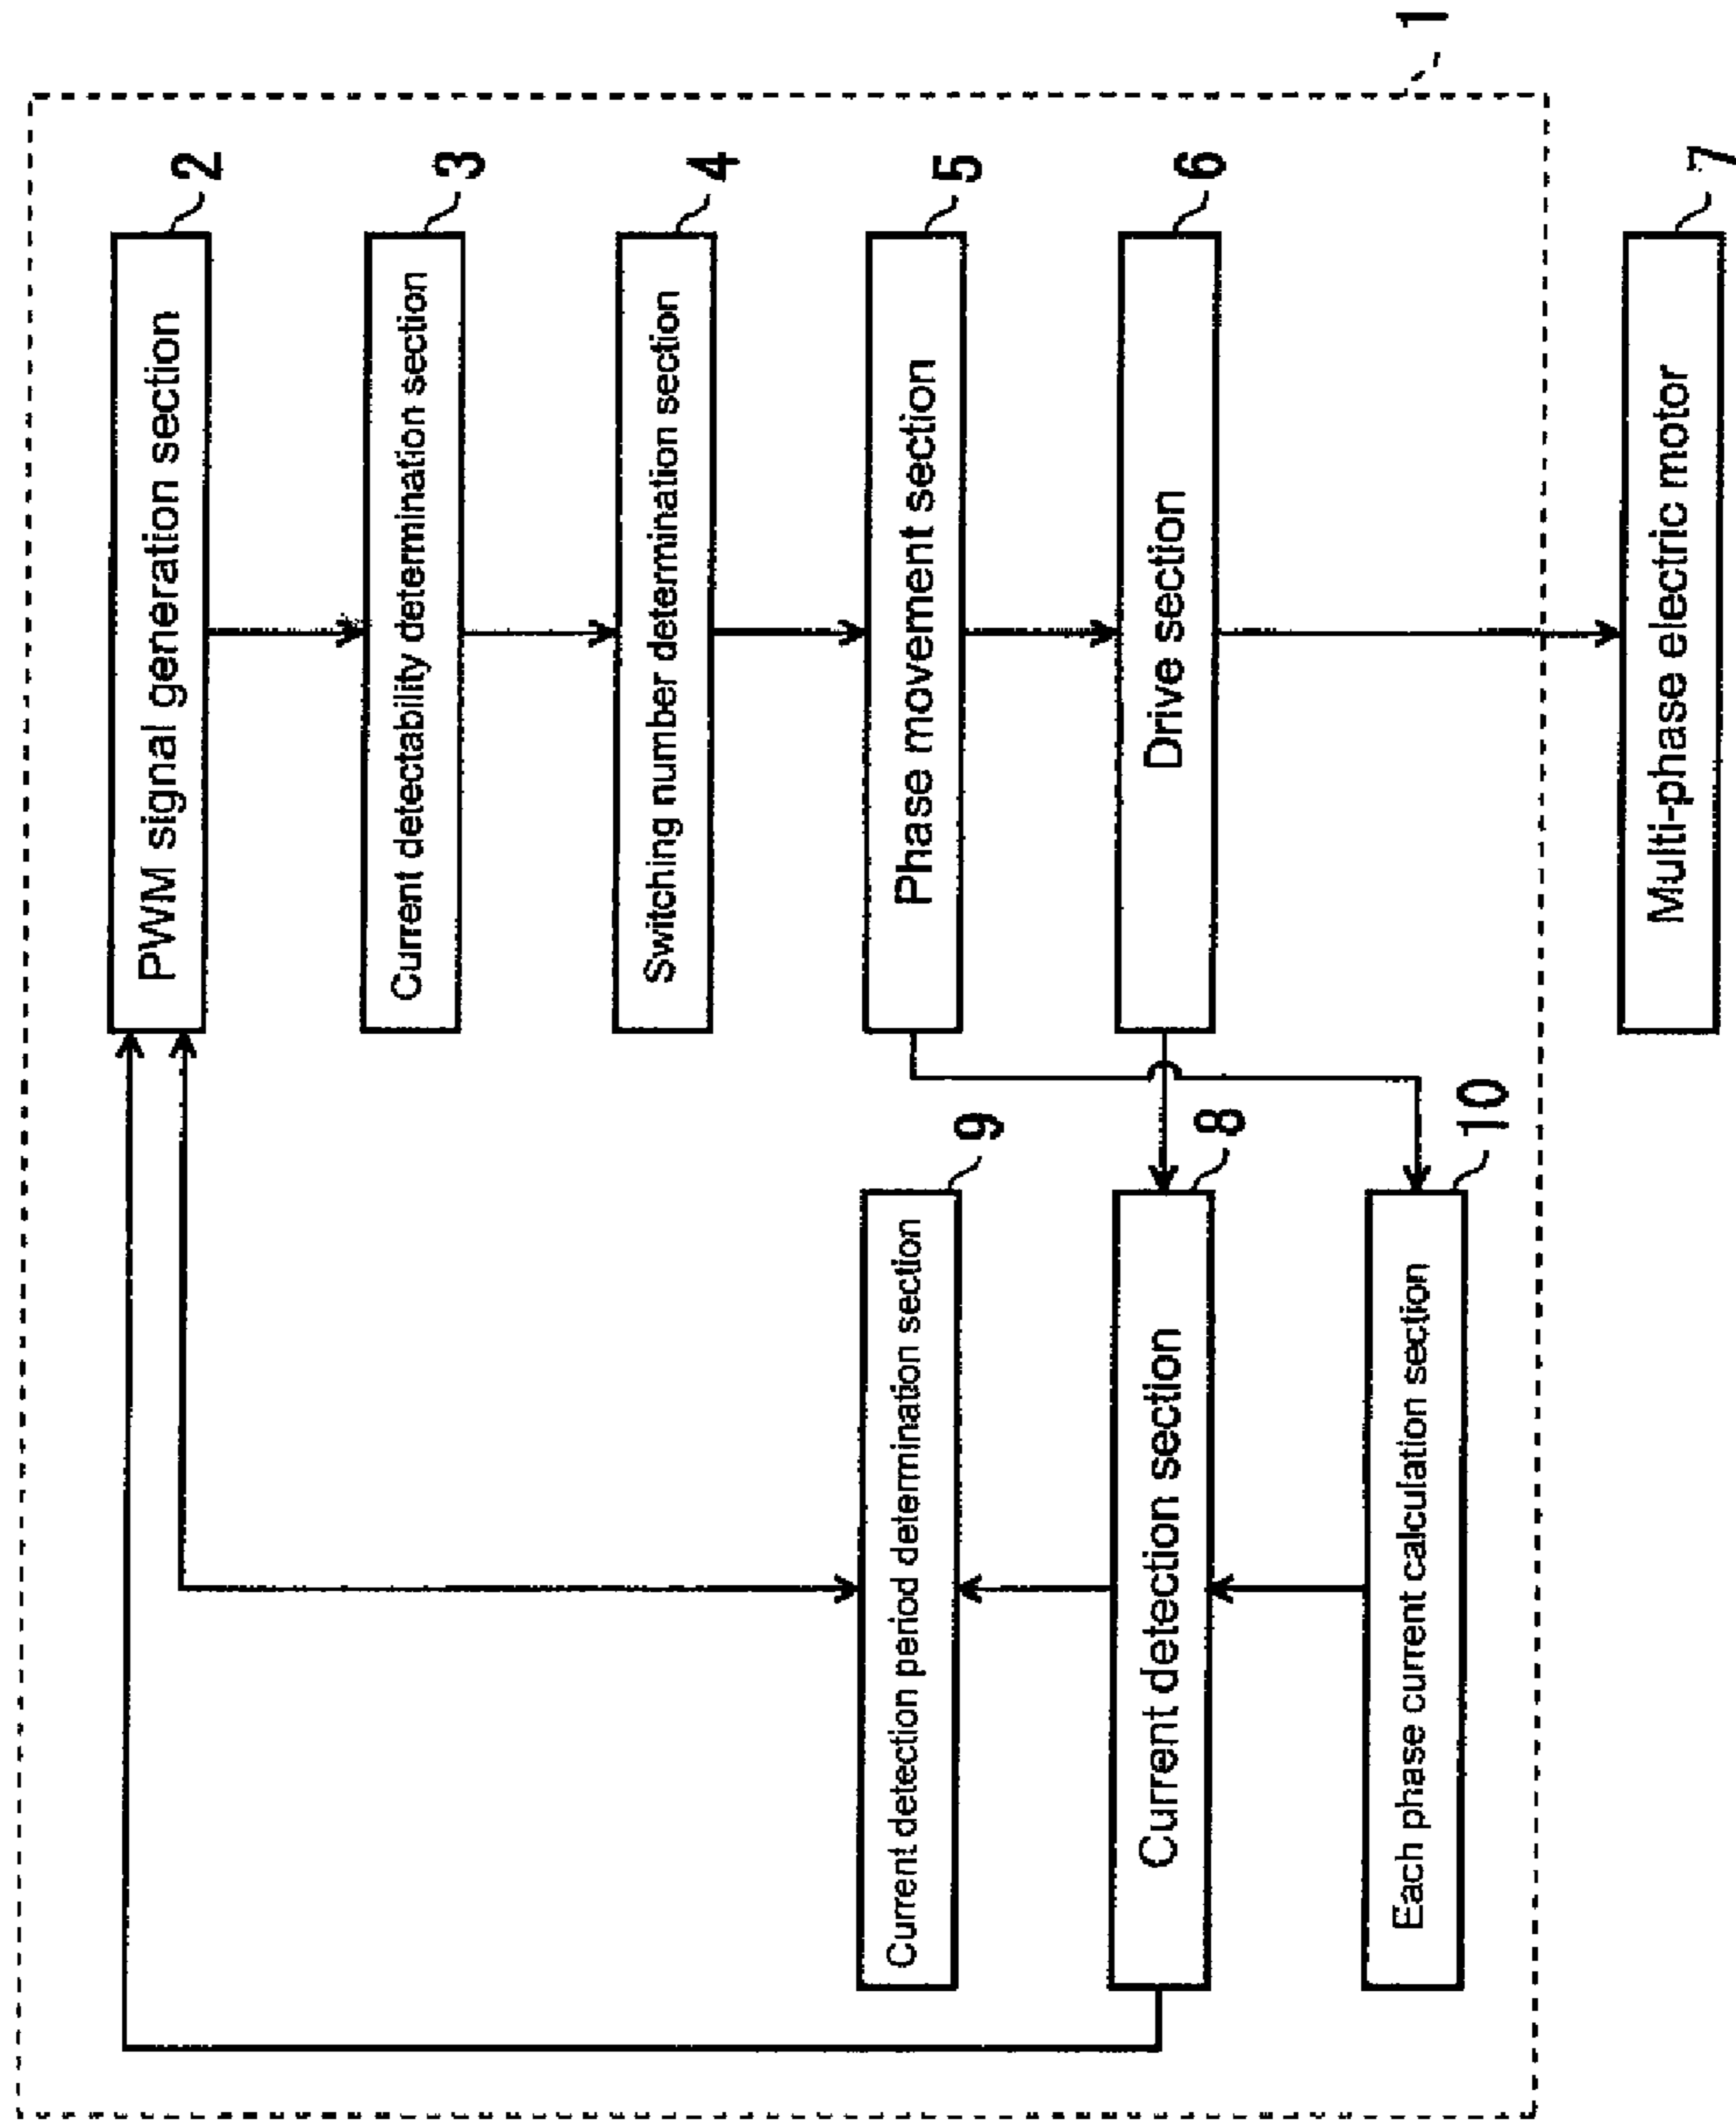 1
PWM signal generation section
2
Current detectability determination section
3
Switching number determination section
4
Phase movement section
5
Drive section
6
Multi-phase electric motor
7
Current detection period determination section
9
Current detection section
8
Each phase current calculation section
10